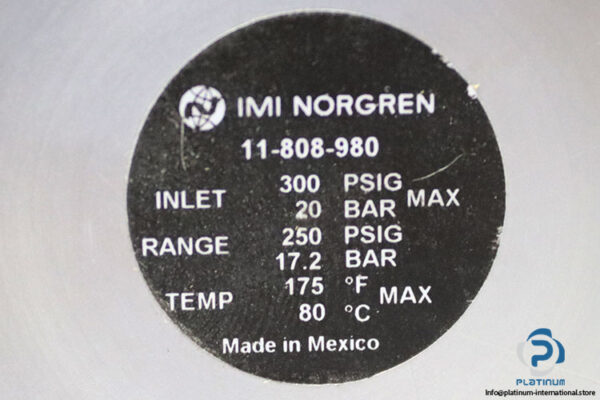 IMI NORGREN
11-808-980
INLET 300 PSIG MAX
20 BAR
RANGE 250 PSIG
17.2 BAR
TEMP 175 °F MAX
80 °C
Made in Mexico
PLATINUM
Info@platinum-international.store